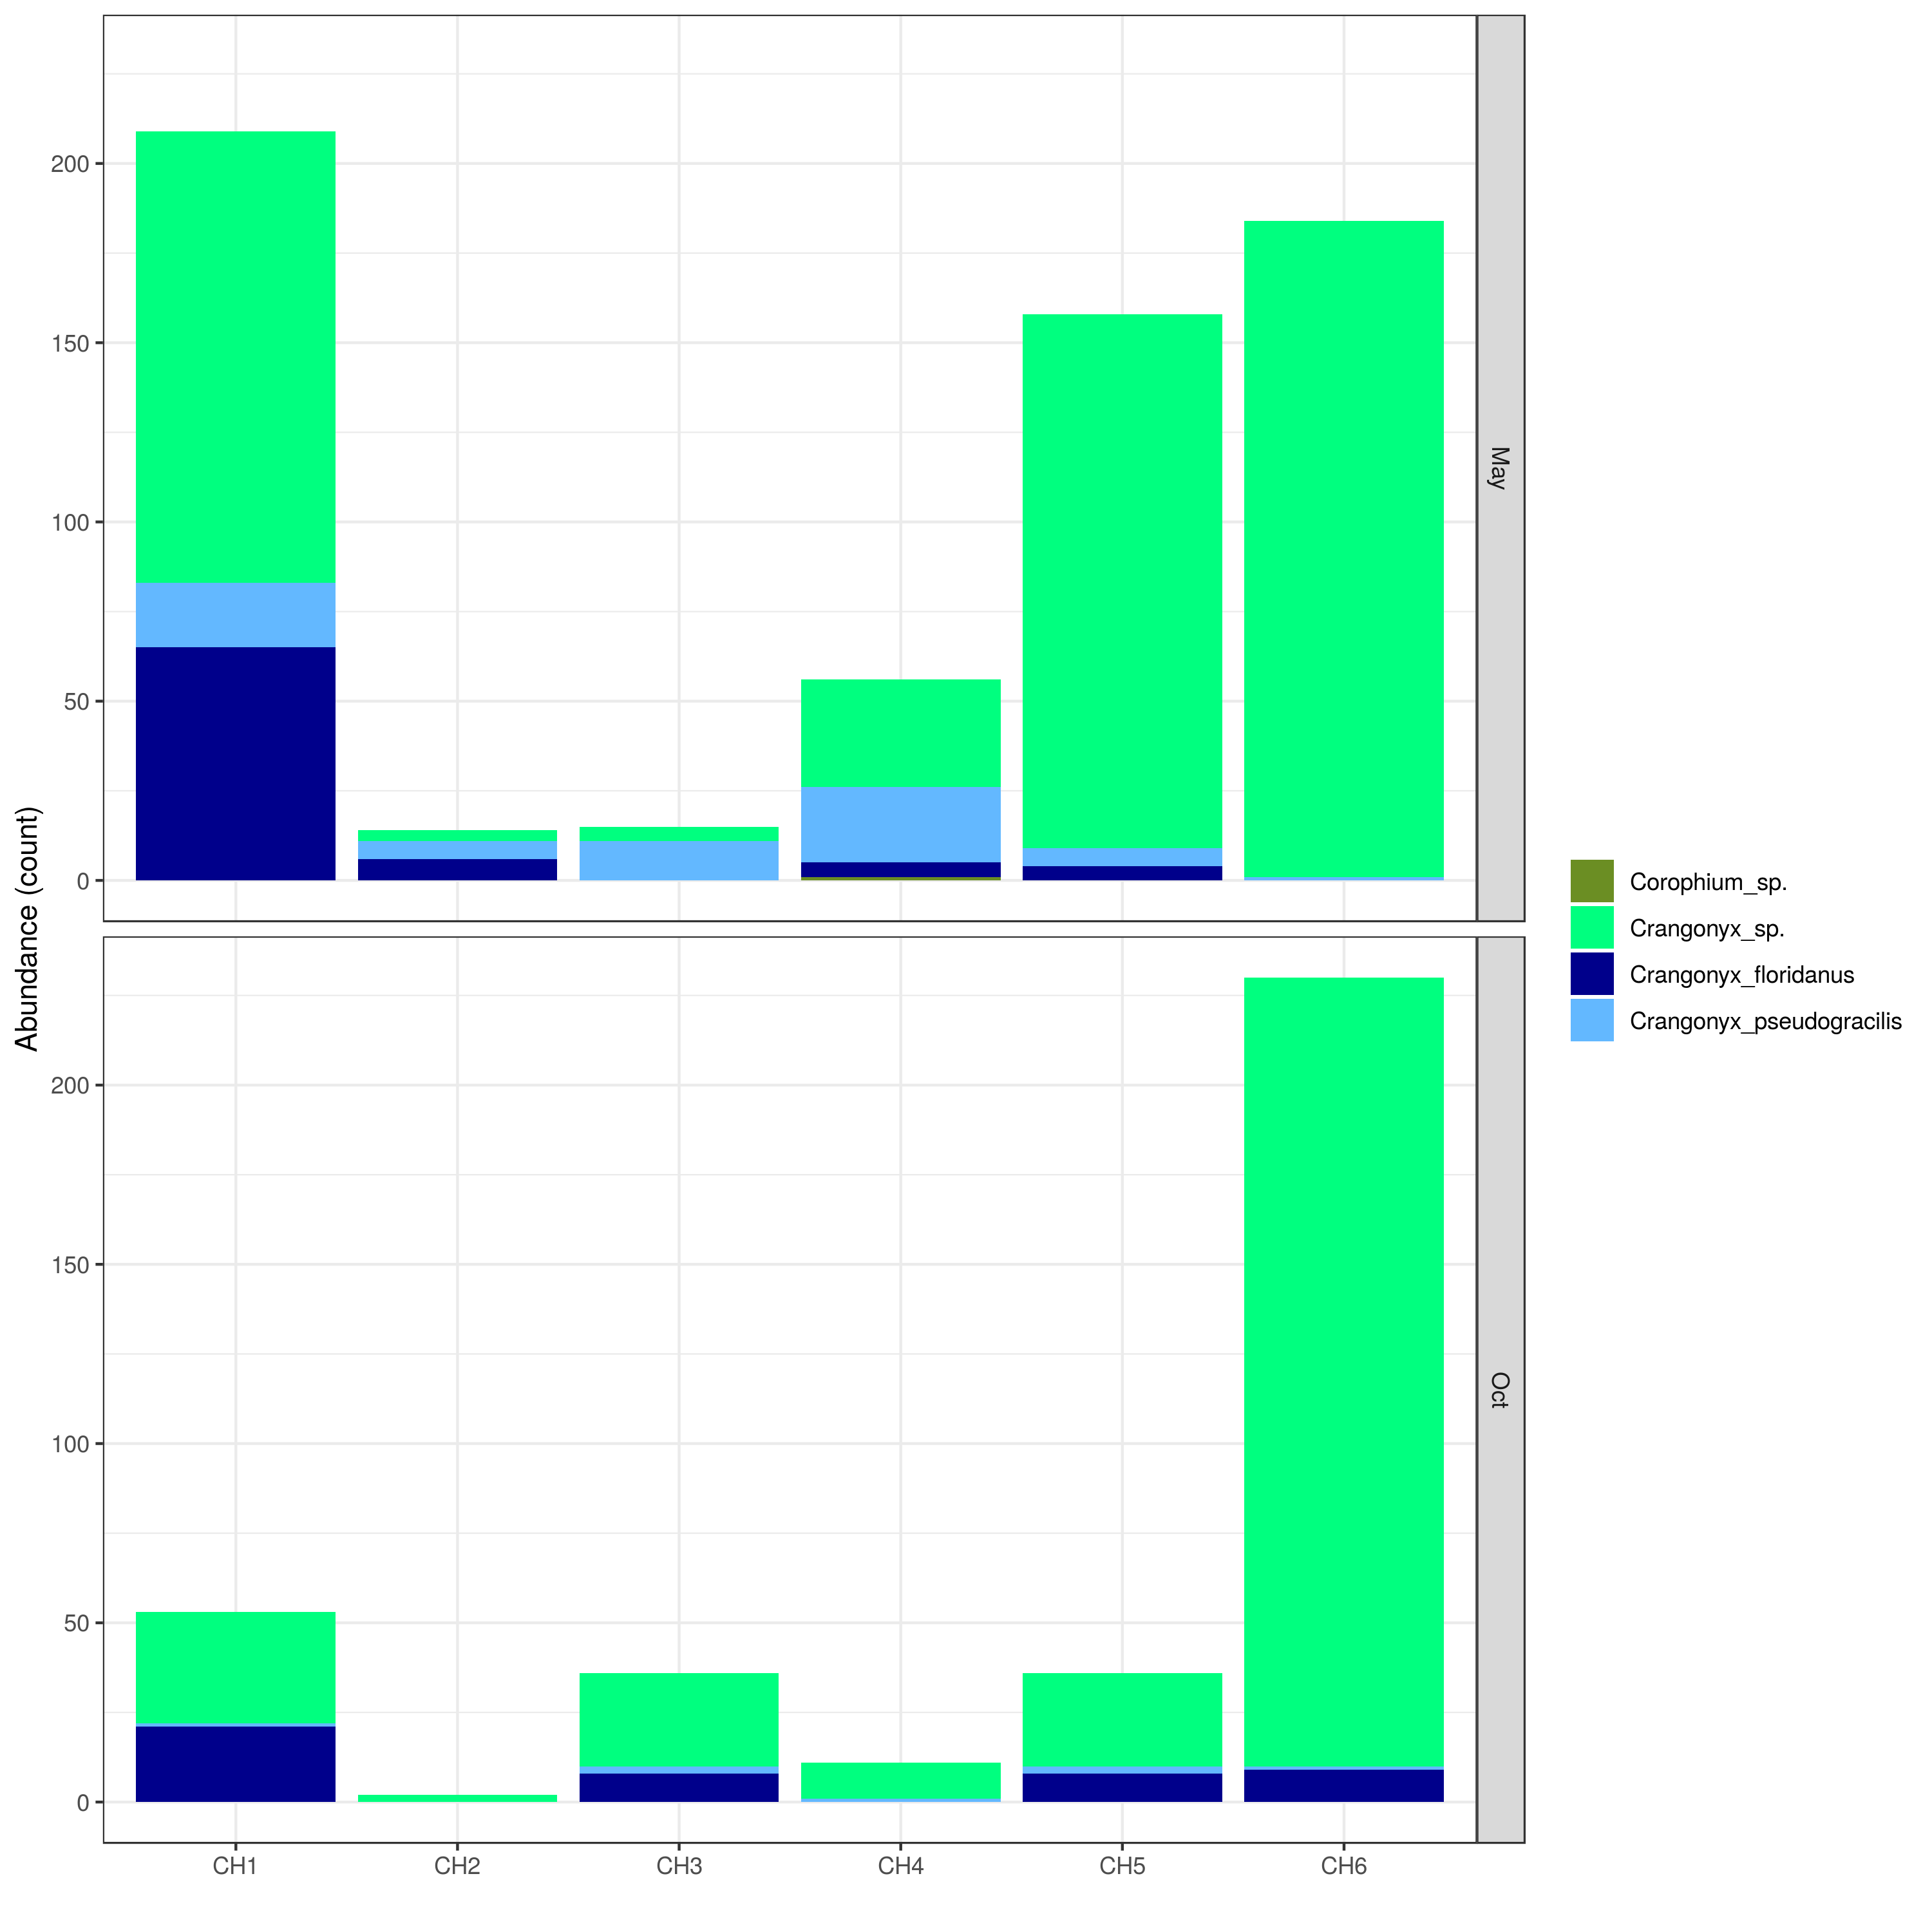 Abundance (count)
200
150
100
50
0
May
200
150
100
50
0
Oct
CH1
CH2
CH3
CH4
CH5
CH6
Corophium_sp.
Crangonyx_sp.
Crangonyx_floridanus
Crangonyx_pseudogracilis